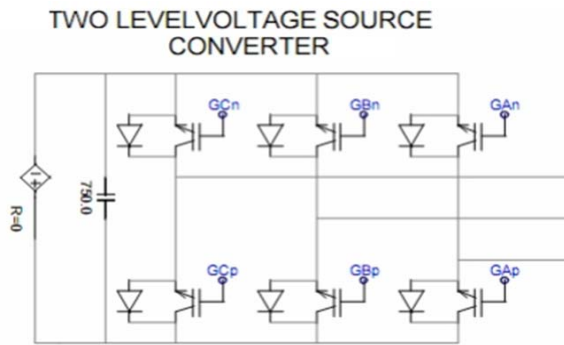 TWO LEVELVOLTAGE SOURCE
CONVERTER
GCn
GBn
GAn
R=0
750.0
GCp
GBp
GAp